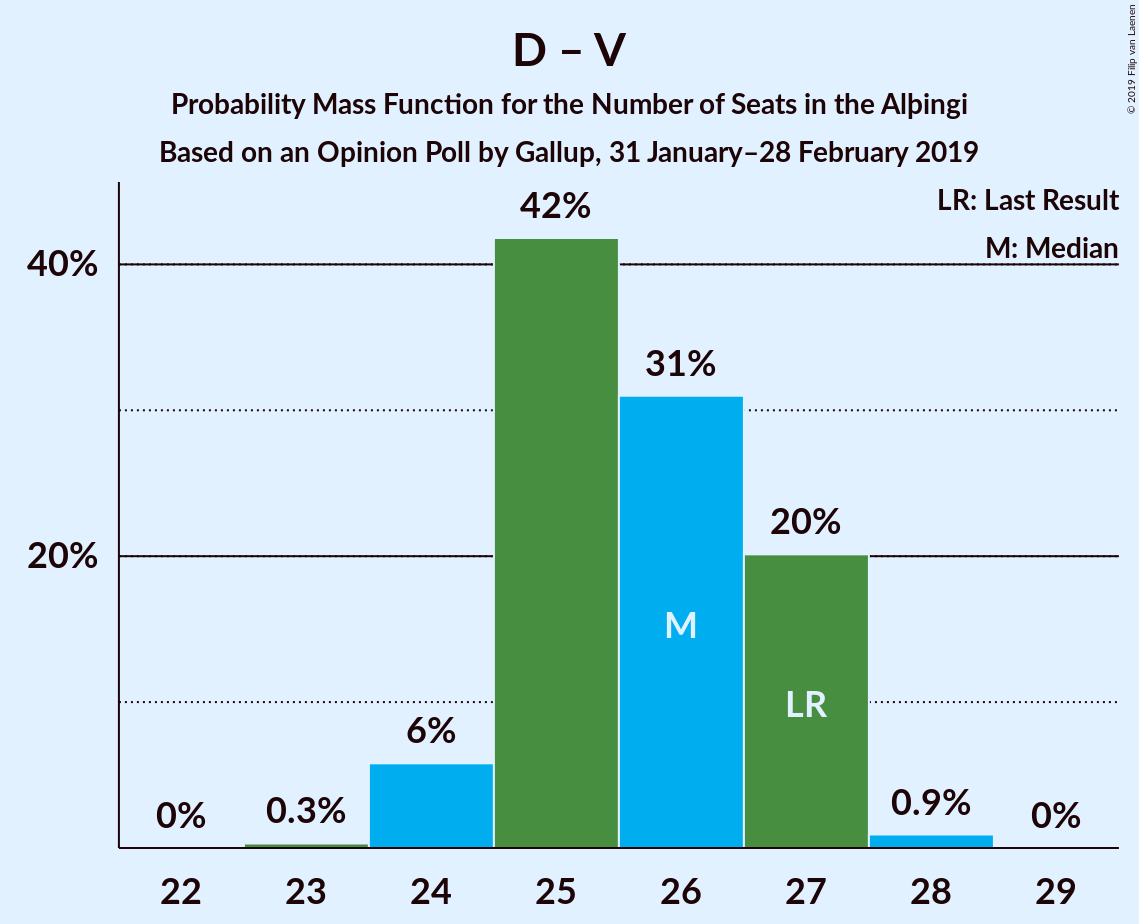 D – V
Probability Mass Function for the Number of Seats in the Alþingi
Based on an Opinion Poll by Gallup, 31 January–28 February 2019
© 2019 Filip van Laenen
LR: Last Result
M: Median
40%
20%
0%
0.3%
6%
42%
31%
20%
0.9%
0%
M
LR
22 23 24 25 26 27 28 29